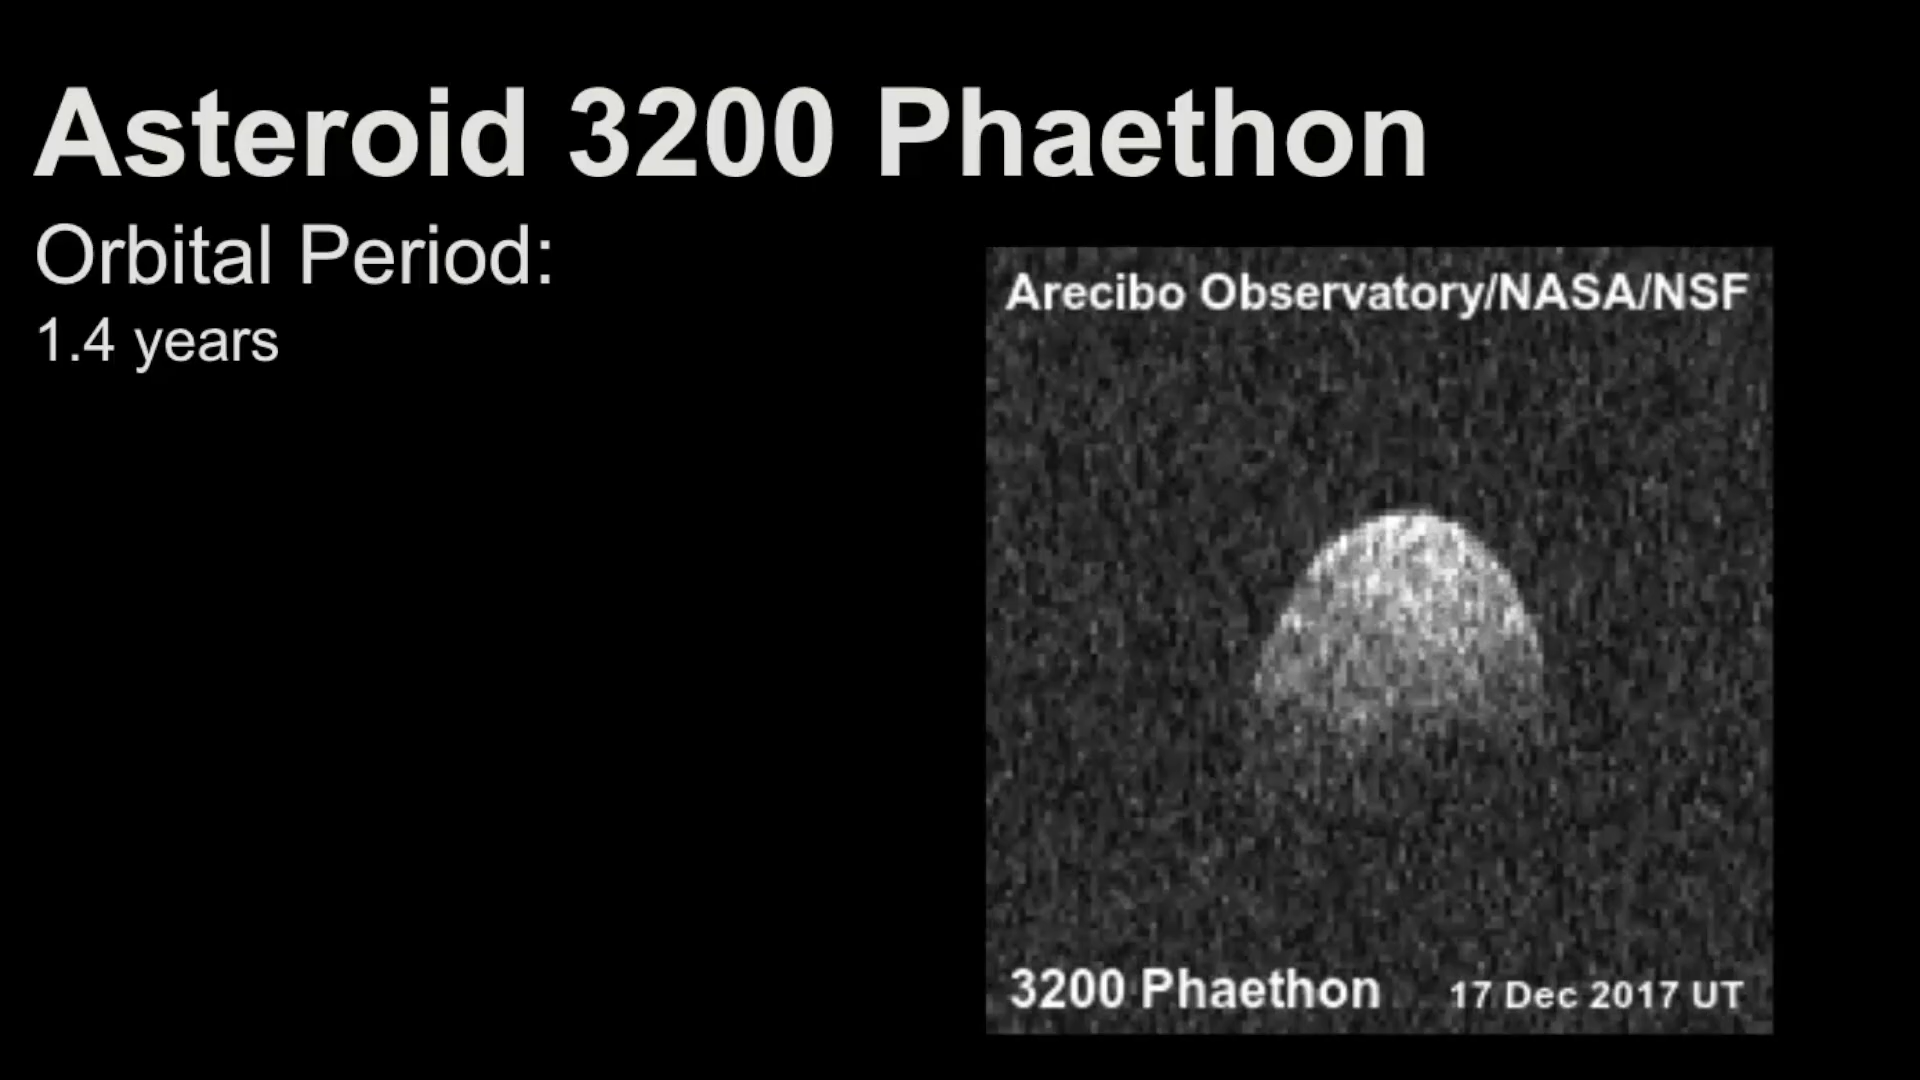 Asteroid 3200 Phaethon
Orbital Period:
1.4 years
Arecibo Observatory/NASA/NSF
3200 Phaethon 17 Dec 2017 UT